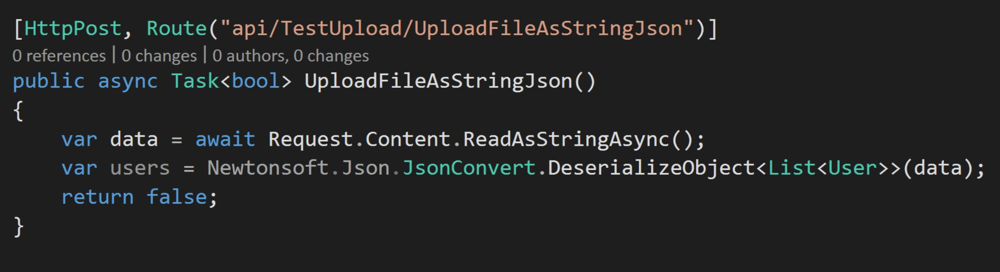 [HttpPost, Route("api/TestUpload/UploadFileAsStringJson")]
0 references | 0 changes | 0 authors, 0 changes
public async Task<bool> UploadFileAsStringJson()
{
    var data = await Request.Content.ReadAsStringAsync();
    var users = Newtonsoft.Json.JsonConvert.DeserializeObject<List<User>>(data);
    return false;
}